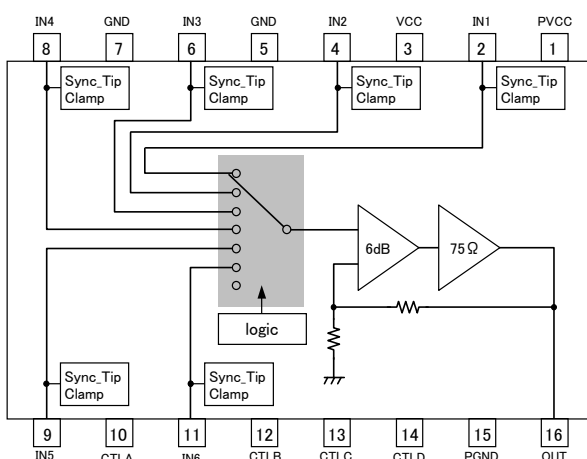 IN4 GND IN3 GND IN2 VCC IN1 PVCC
8 7 6 5 4 3 2 1
Sync_Tip Clamp
Sync_Tip Clamp
Sync_Tip Clamp
Sync_Tip Clamp
6dB
75Ω
logic
Sync_Tip Clamp
Sync_Tip Clamp
9 10 11 12 13 14 15 16
IN5 CTLA IN6 CTLB CTLC CTLD PGND OUT